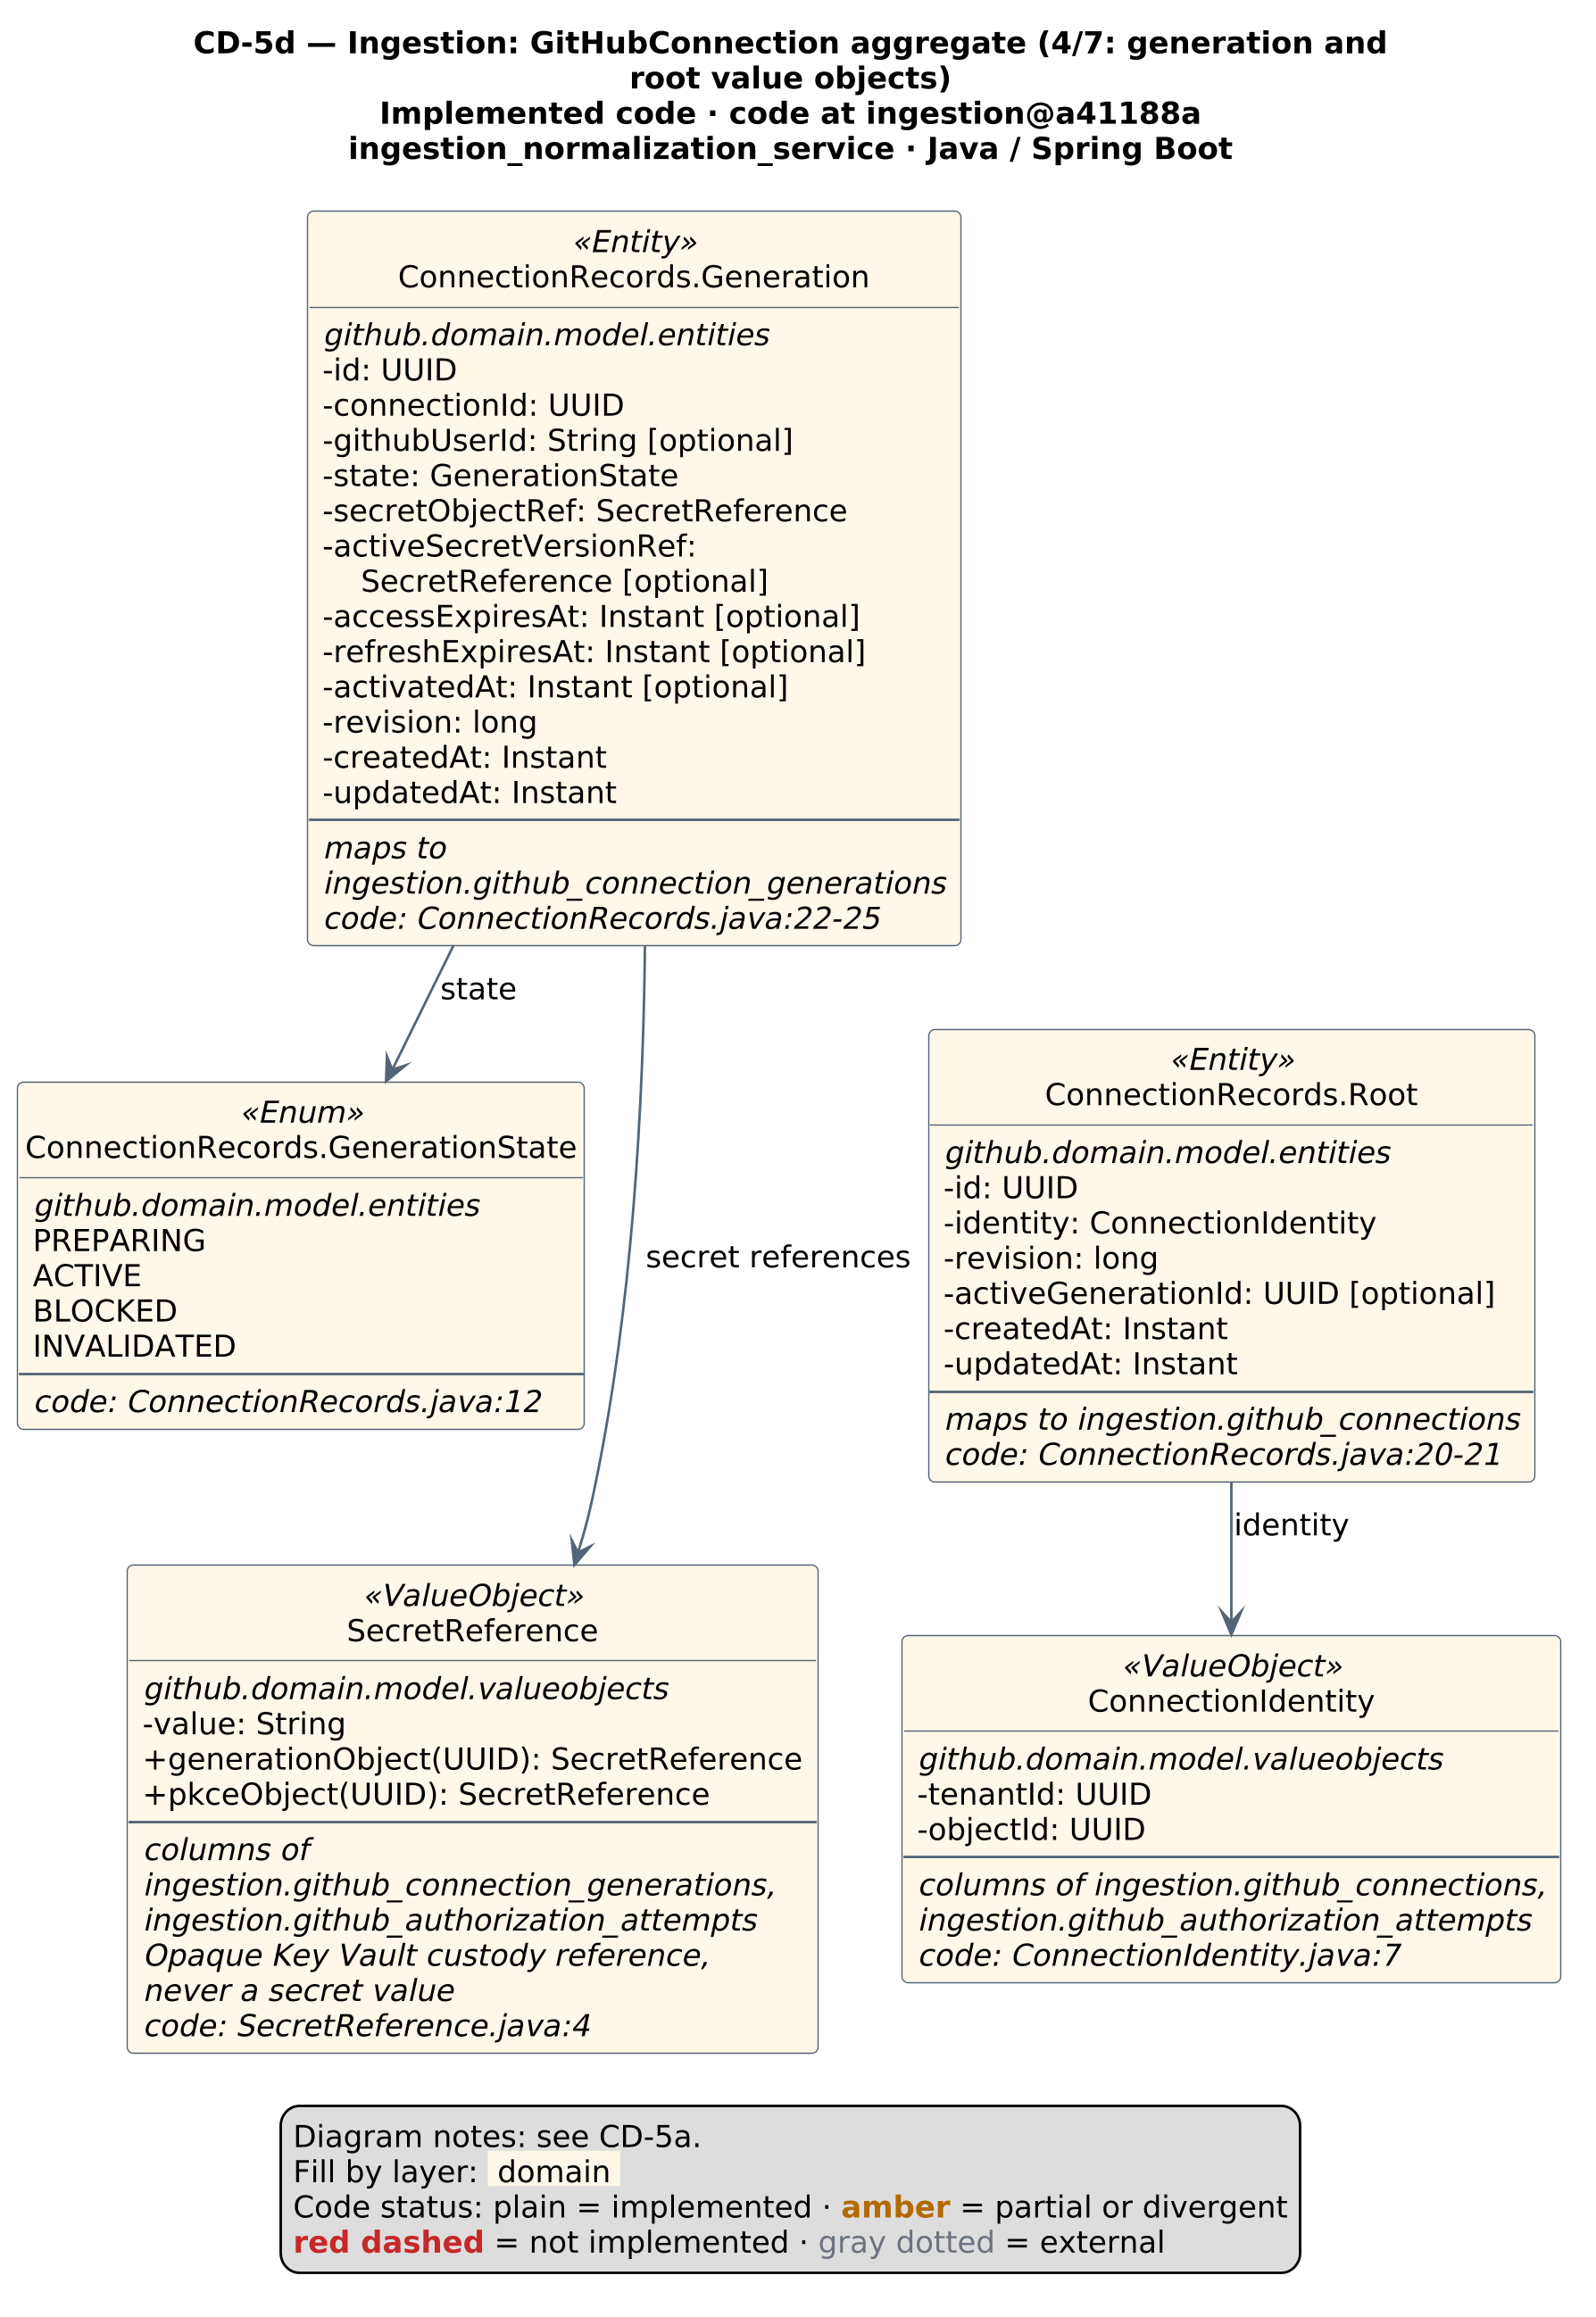 CD-5d — Ingestion: GitHubConnection aggregate (4/7: generation and
root value objects)
Implemented code · code at ingestion@a41188a
ingestion_normalization_service · Java / Spring Boot
«Entity»
ConnectionRecords.Generation
github.domain.model.entities
-id: UUID
-connectionId: UUID
-githubUserId: String [optional]
-state: GenerationState
-secretObjectRef: SecretReference
-activeSecretVersionRef:
SecretReference [optional]
-accessExpiresAt: Instant [optional]
-refreshExpiresAt: Instant [optional]
-activatedAt: Instant [optional]
-revision: long
-createdAt: Instant
-updatedAt: Instant
maps to
ingestion.github_connection_generations
code: ConnectionRecords.java:22-25
state
secret references
«Enum»
ConnectionRecords.GenerationState
github.domain.model.entities
PREPARING
ACTIVE
BLOCKED
INVALIDATED
code: ConnectionRecords.java:12
«Entity»
ConnectionRecords.Root
github.domain.model.entities
-id: UUID
-identity: ConnectionIdentity
-revision: long
-activeGenerationId: UUID [optional]
-createdAt: Instant
-updatedAt: Instant
maps to ingestion.github_connections
code: ConnectionRecords.java:20-21
identity
«ValueObject»
SecretReference
github.domain.model.valueobjects
-value: String
+generationObject(UUID): SecretReference
+pkceObject(UUID): SecretReference
columns of
ingestion.github_connection_generations,
ingestion.github_authorization_attempts
Opaque Key Vault custody reference,
never a secret value
code: SecretReference.java:4
«ValueObject»
ConnectionIdentity
github.domain.model.valueobjects
-tenantId: UUID
-objectId: UUID
columns of ingestion.github_connections,
ingestion.github_authorization_attempts
code: ConnectionIdentity.java:7
Diagram notes: see CD-5a.
Fill by layer: domain
Code status: plain = implemented · amber = partial or divergent
red dashed = not implemented · gray dotted = external